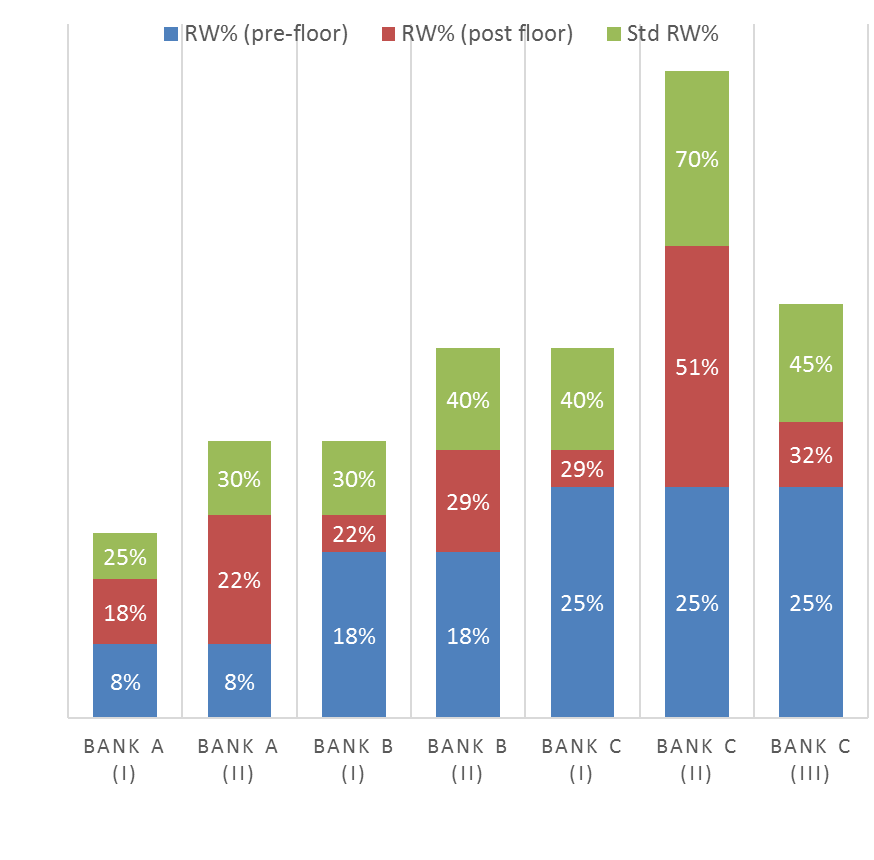 RW% (pre-floor) RW% (post floor) Std RW%
70%
51%
45%
40% 40%
32%
30% 30%
29%
29%
25%
22%
22%
18%
25% 25% 25%
18% 18%
8% 8%
BANK A (I)
BANK A (II)
BANK B (I)
BANK B (II)
BANK C (I)
BANK C (II)
BANK C (III)